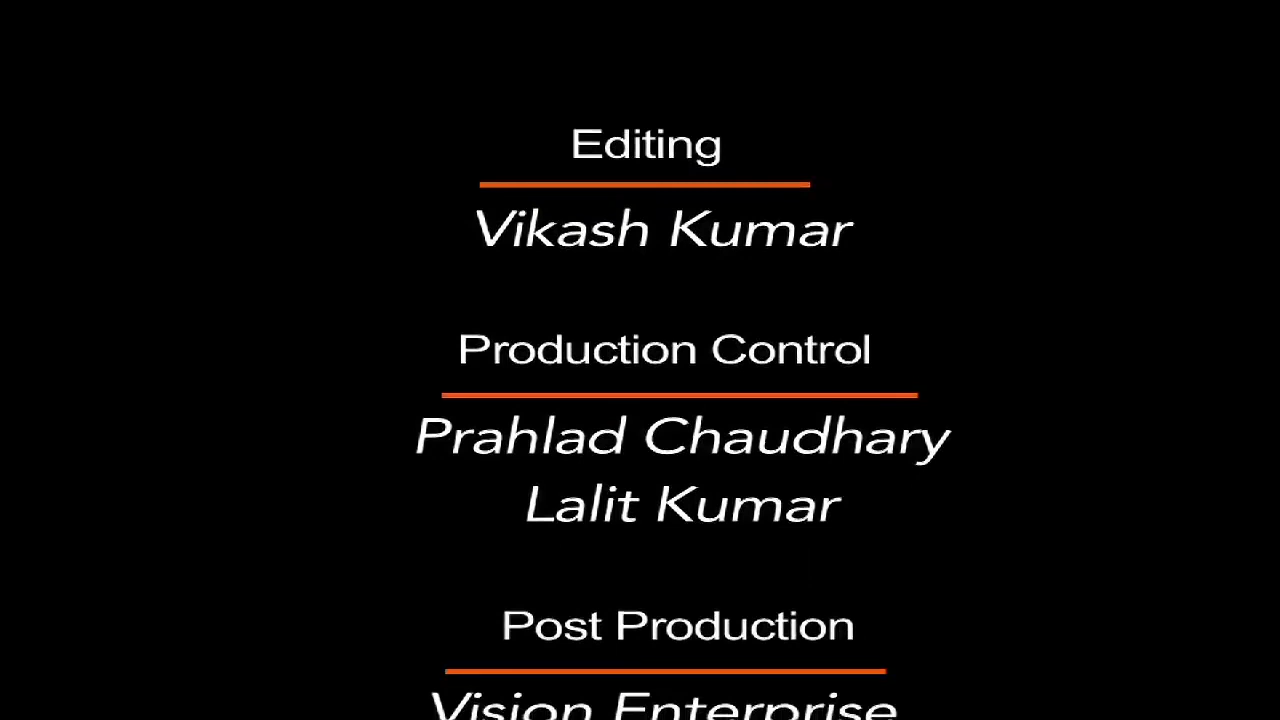 Editing
Vikash Kumar
Production Control
Prahlad Chaudhary
Lalit Kumar
Post Production
Vision Enterprise